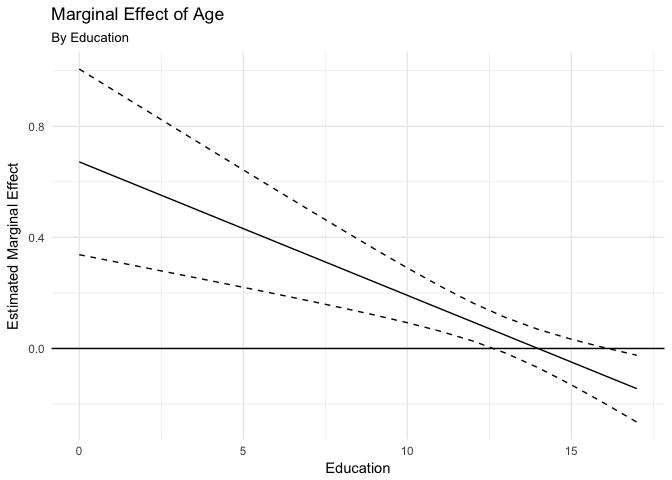 Marginal Effect of Age
By Education
Estimated Marginal Effect
0.8
0.4
0.0
0
5
10
15
Education